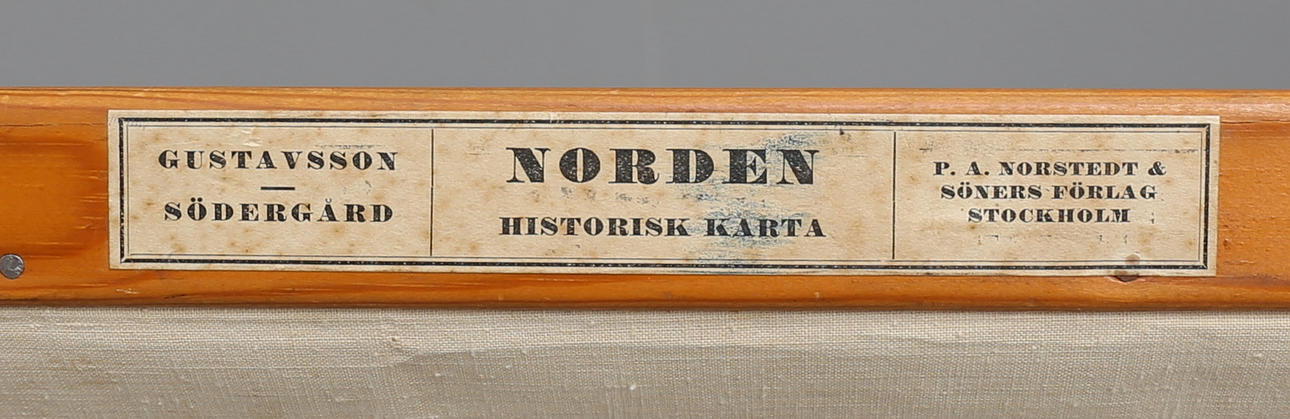 GUSTAVSSON
—
SÖDERGÅRD
NORDEN
HISTORISK KARTA
P. A. NORSTEDT &
SÖNERS FÖRLAG
STOCKHOLM